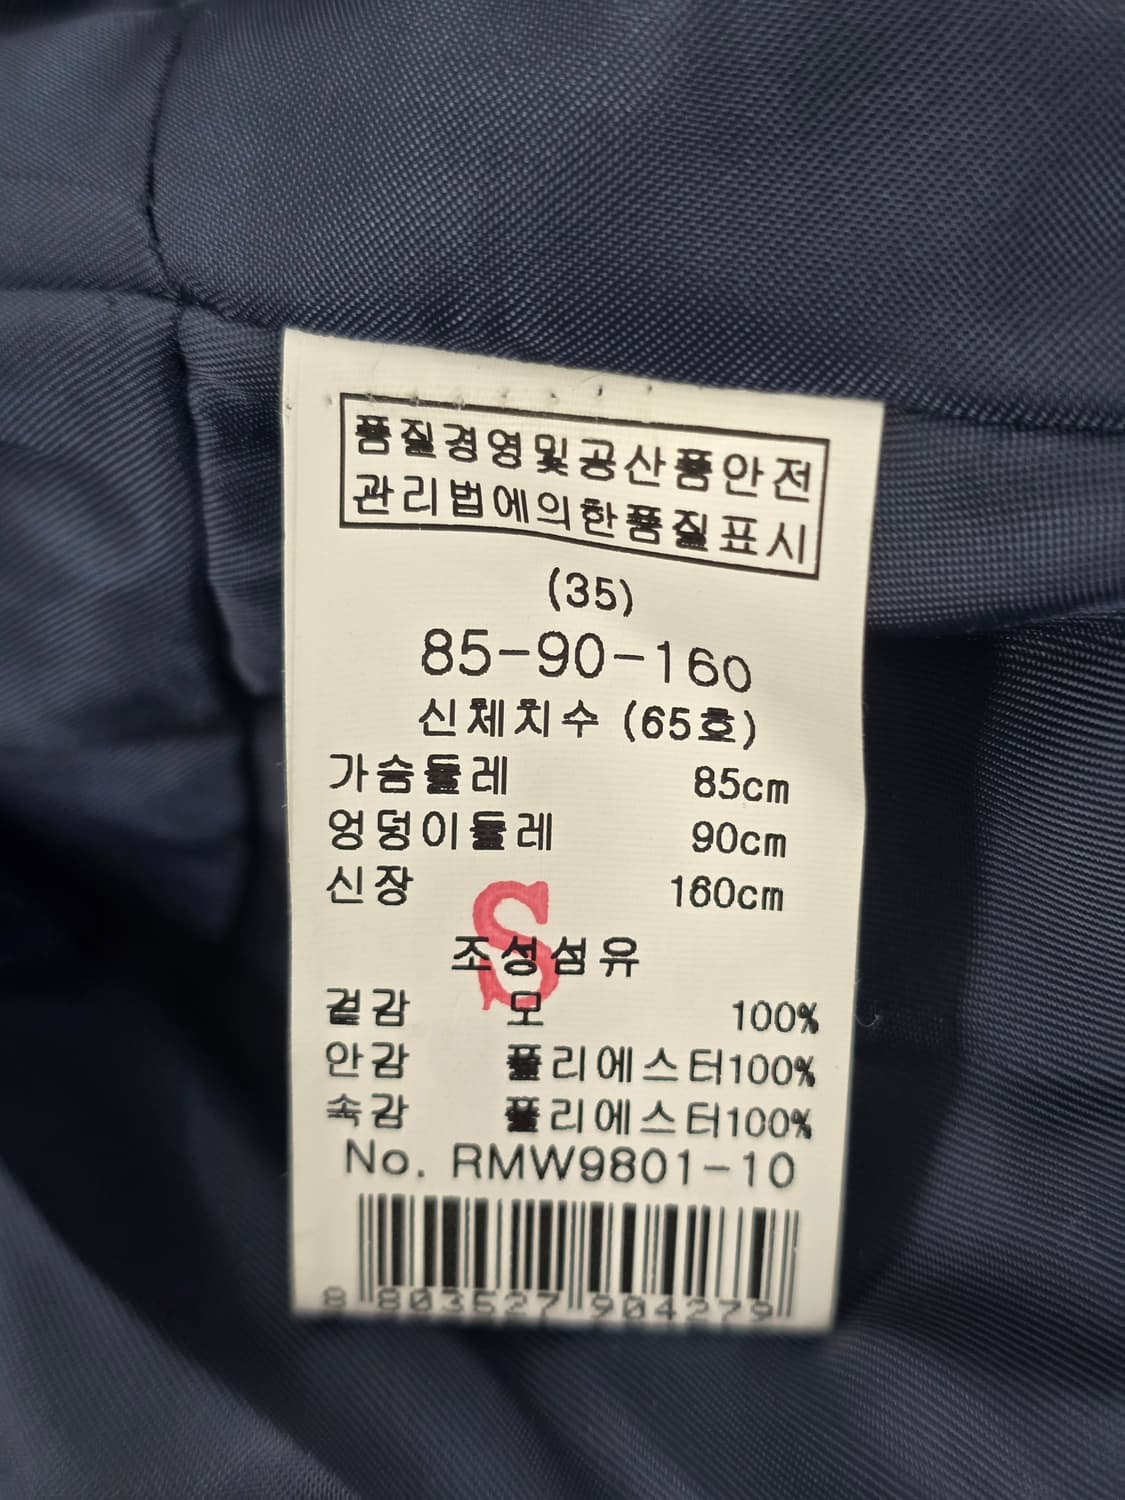 품질경영및공산품안전
관리법에의한품질표시
(35)
85-90-160
신체치수 (65호)
가슴둘레 85cm
엉덩이둘레 90cm
신장 160cm
S
조성섬유
겉감 모 100%
안감 폴리에스터100%
속감 폴리에스터100%
No. RMW9801-10
8 803527 904279